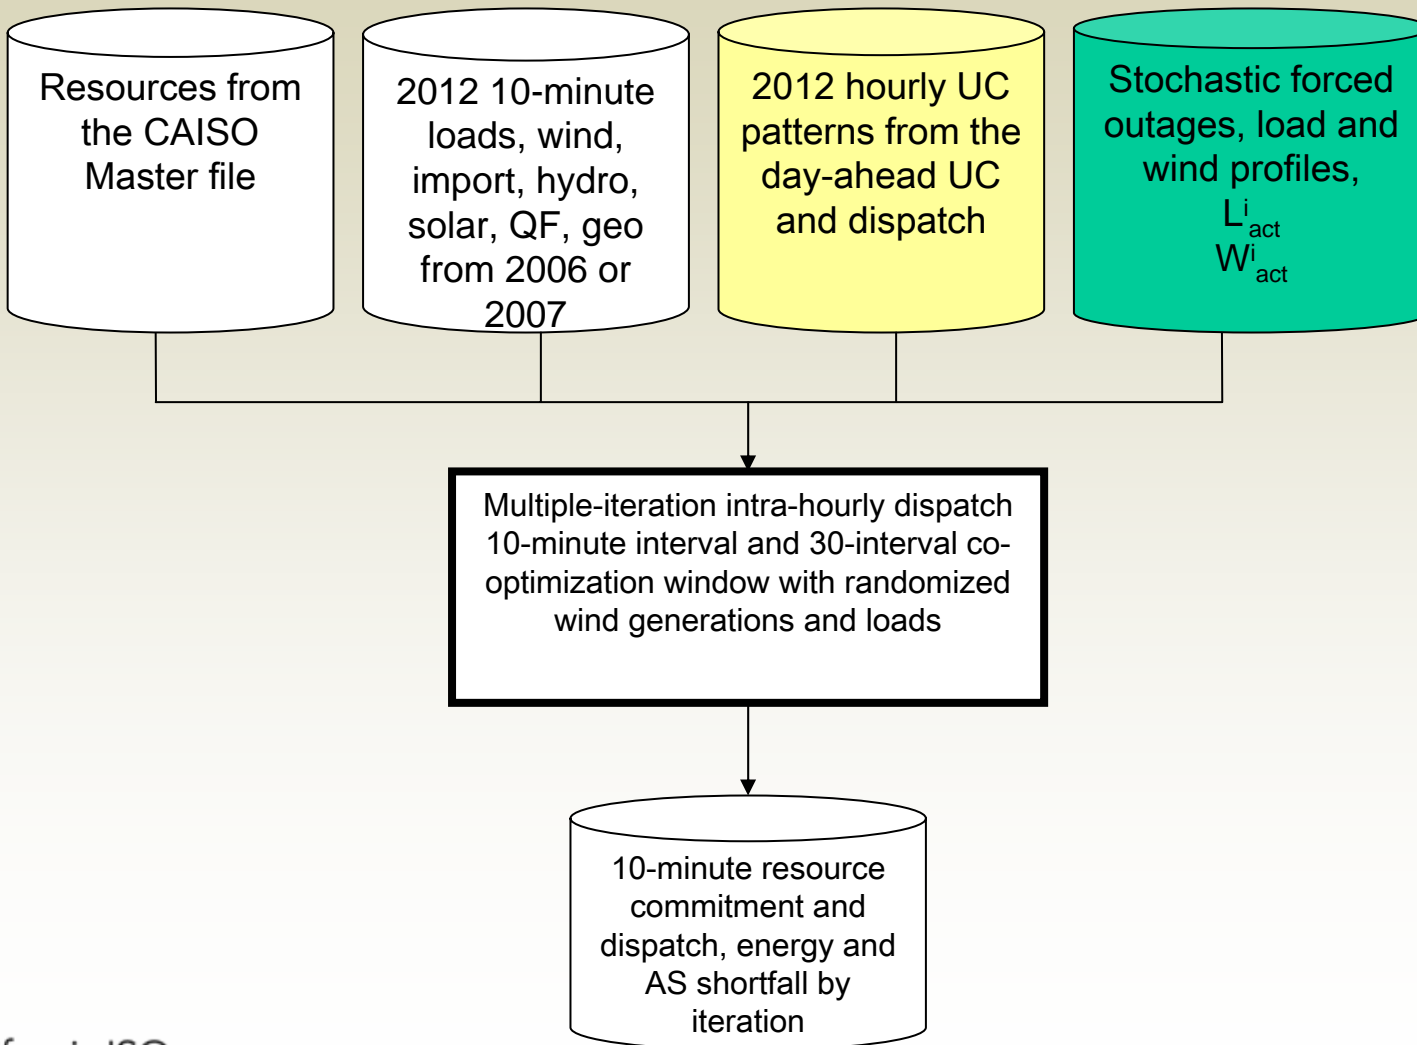 Resources from
the CAISO
Master file
2012 10-minute
loads, wind,
import, hydro,
solar, QF, geo
from 2006 or
2007
2012 hourly UC
patterns from the
day-ahead UC
and dispatch
Stochastic forced
outages, load and
wind profiles,
L^i_act
W^i_act
Multiple-iteration intra-hourly dispatch
10-minute interval and 30-interval co-
optimization window with randomized
wind generations and loads
10-minute resource
commitment and
dispatch, energy and
AS shortfall by
iteration